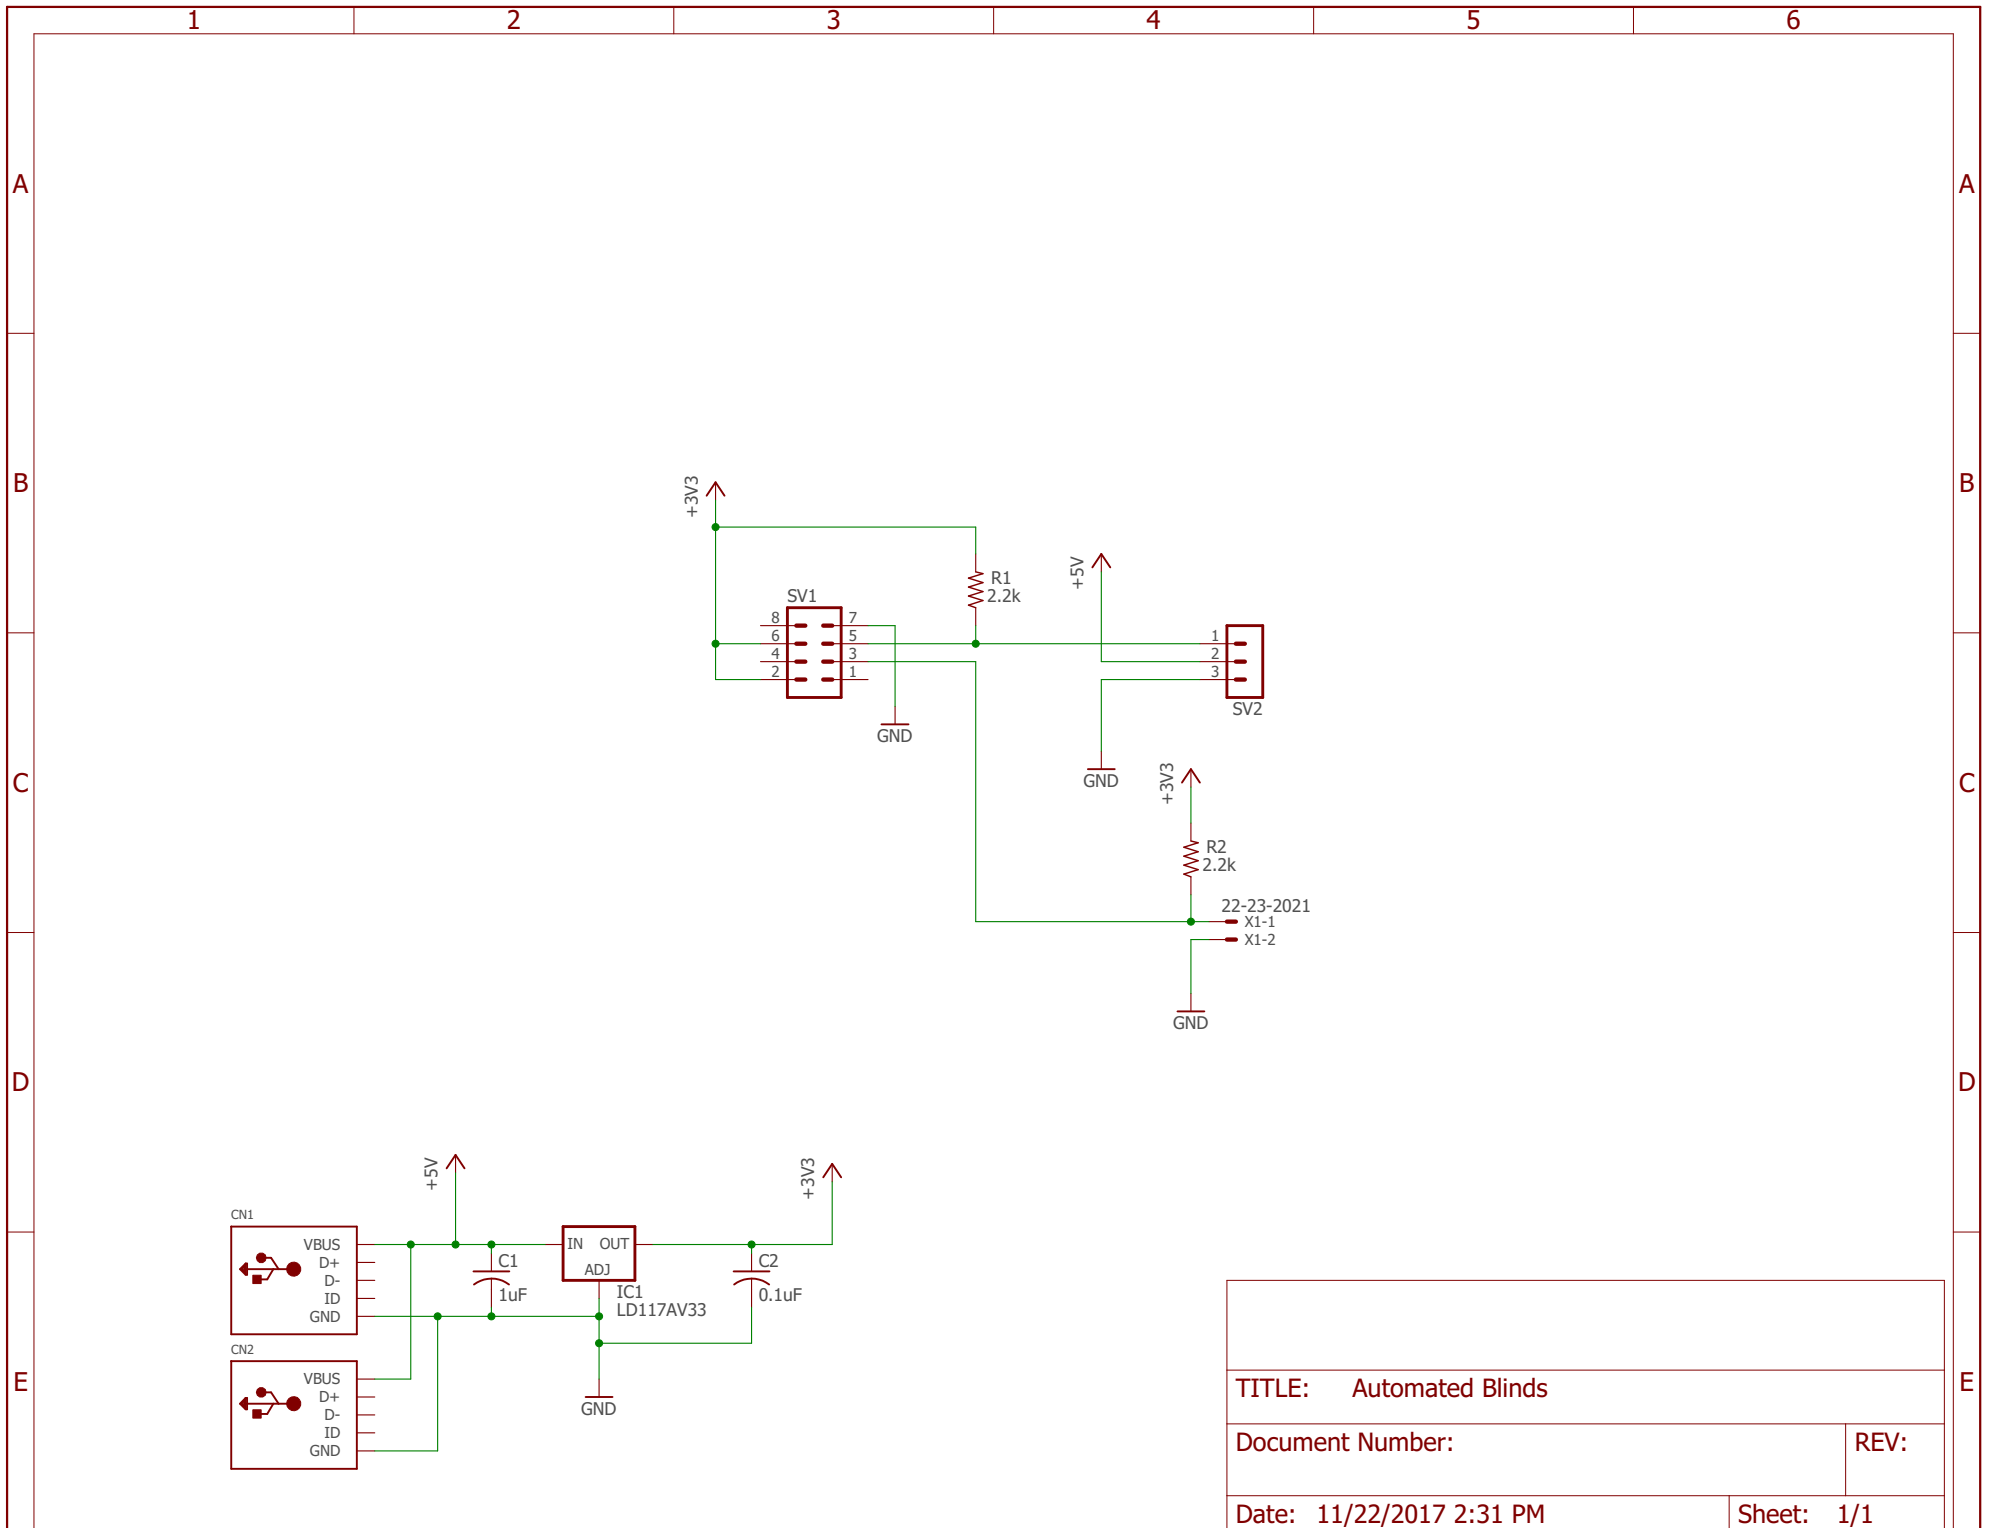 1 2 3 4 5 6
A A
B B
+3V3
+5V
R1
2.2k
SV1
8 7
6 5
4 3
2 1
1
2
3
SV2
GND
GND
C C
+3V3
R2
2.2k
22-23-2021
X1-1
X1-2
GND
D D
+5V
+3V3
CN1
VBUS
D+
D-
ID
GND
IN OUT
ADJ
C1
1uF
IC1
LD117AV33
C2
0.1uF
CN2
VBUS
D+
D-
ID
GND
GND
E E
TITLE: Automated Blinds
Document Number:
REV:
Date: 11/22/2017 2:31 PM
Sheet: 1/1